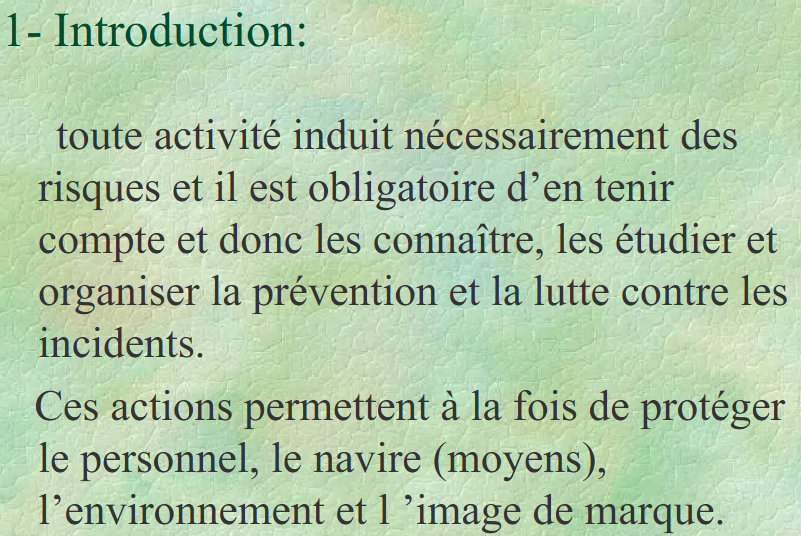 1- Introduction:
toute activité induit nécessairement des
risques et il est obligatoire d’en tenir
compte et donc les connaître, les étudier et
organiser la prévention et la lutte contre les
incidents.
Ces actions permettent à la fois de protéger
le personnel, le navire (moyens),
l’environnement et l ’image de marque.